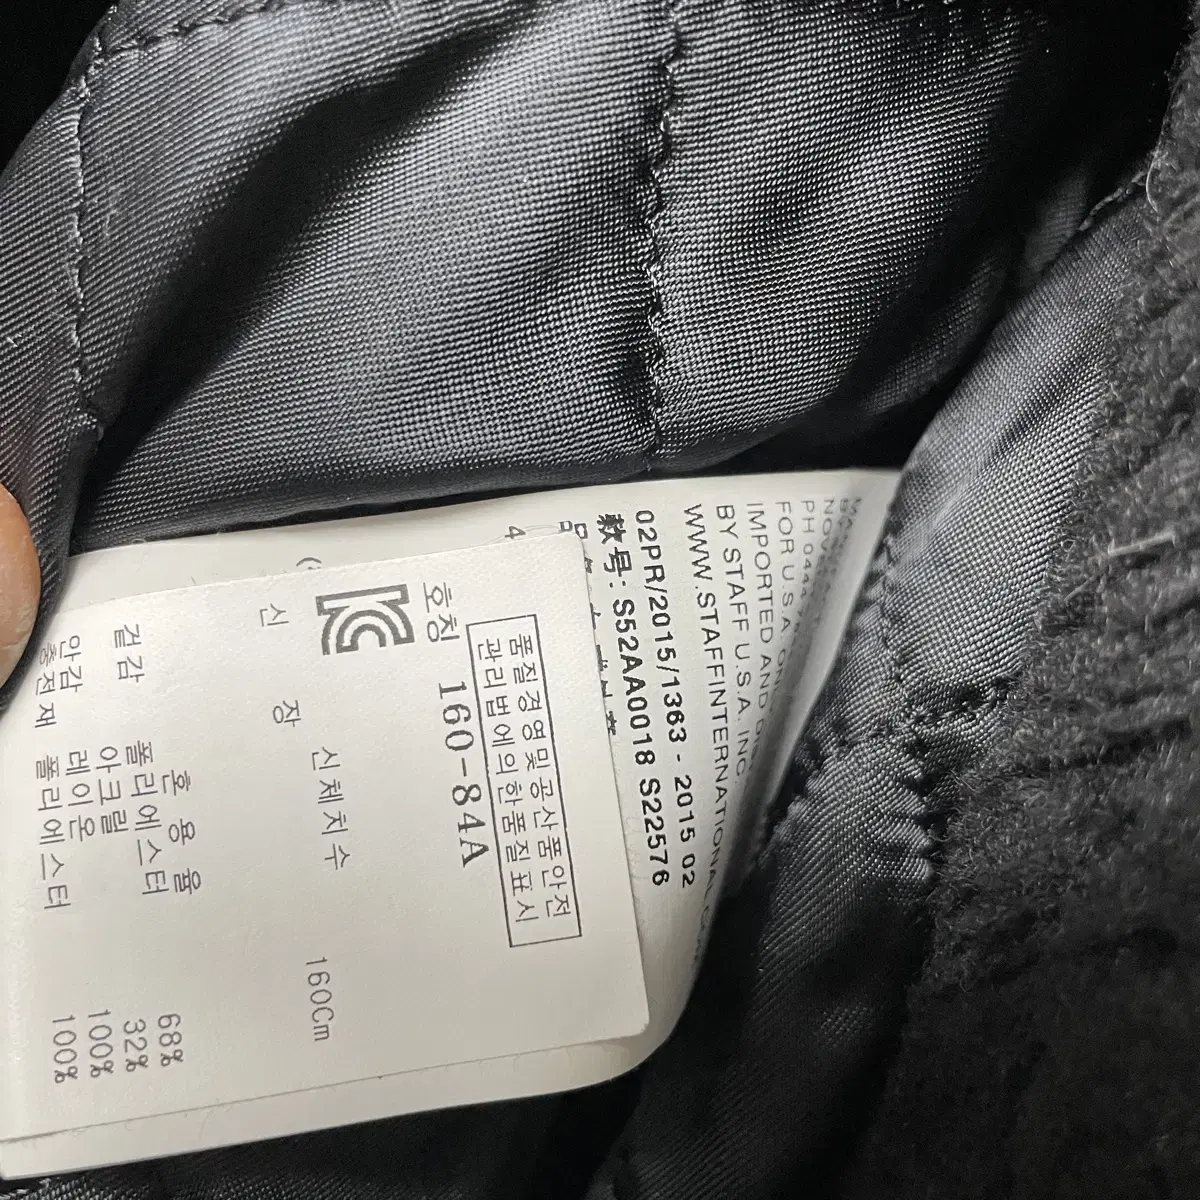 품질경영및공산품안전
관리법에의한품질표시
호칭 160-84A
신체치수
신 장 160Cm
혼용율
겉감 폴리에스터 68%
아크릴 32%
안감 레이온 100%
충전재 폴리에스터 100%
PH 044
FOR U.S.A. ONLY
IMPORTED AND
BY STAFF U.S.A. INC.
WWW.STAFFINTERNATIONAL
02PR/2015/1363 - 2015 02
款号: S52AA0018 S22576